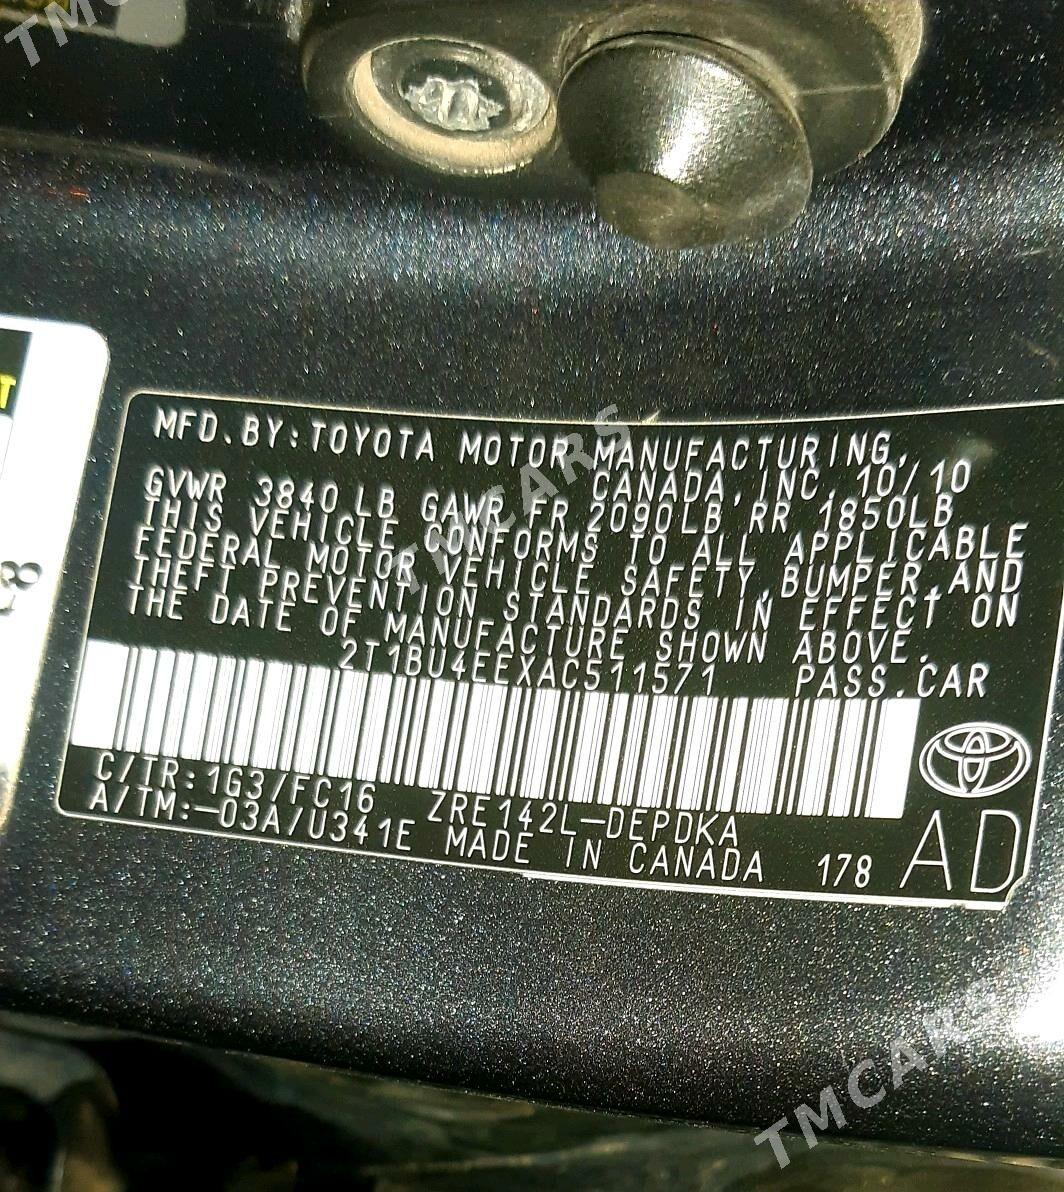 TMCARS
T
8
MFD. BY: TOYOTA MOTOR MANUFACTURING,
CANADA, INC. 10/10
GVWR 3840 LB GAWR FR 2090LB RR 1850LB
THIS VEHICLE CONFORMS TO ALL APPLICABLE
FEDERAL MOTOR VEHICLE SAFETY, BUMPER, AND
THEFT PREVENTION STANDARDS IN EFFECT ON
THE DATE OF MANUFACTURE SHOWN ABOVE.
2T1BU4EEXAC511571 PASS. CAR
C/TR: 1G3/FC16 ZRE142L-DEPDKA
A/TM: -03A/U341E MADE IN CANADA 178
AD
TMCARS
TMCARS